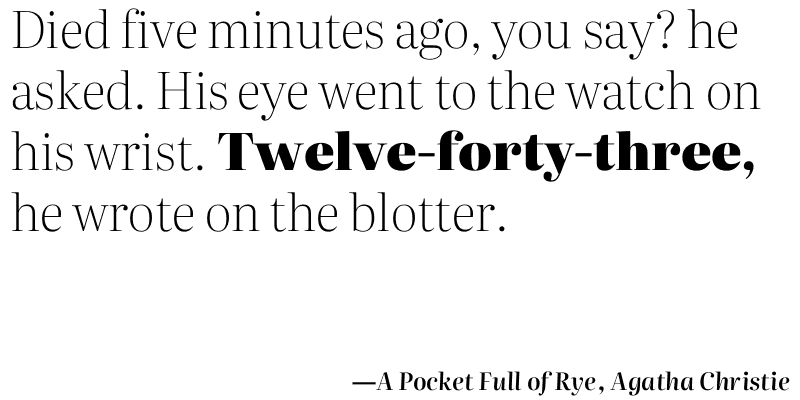 Died five minutes ago, you say? he
asked. His eye went to the watch on
his wrist. Twelve-forty-three,
he wrote on the blotter.
—A Pocket Full of Rye, Agatha Christie